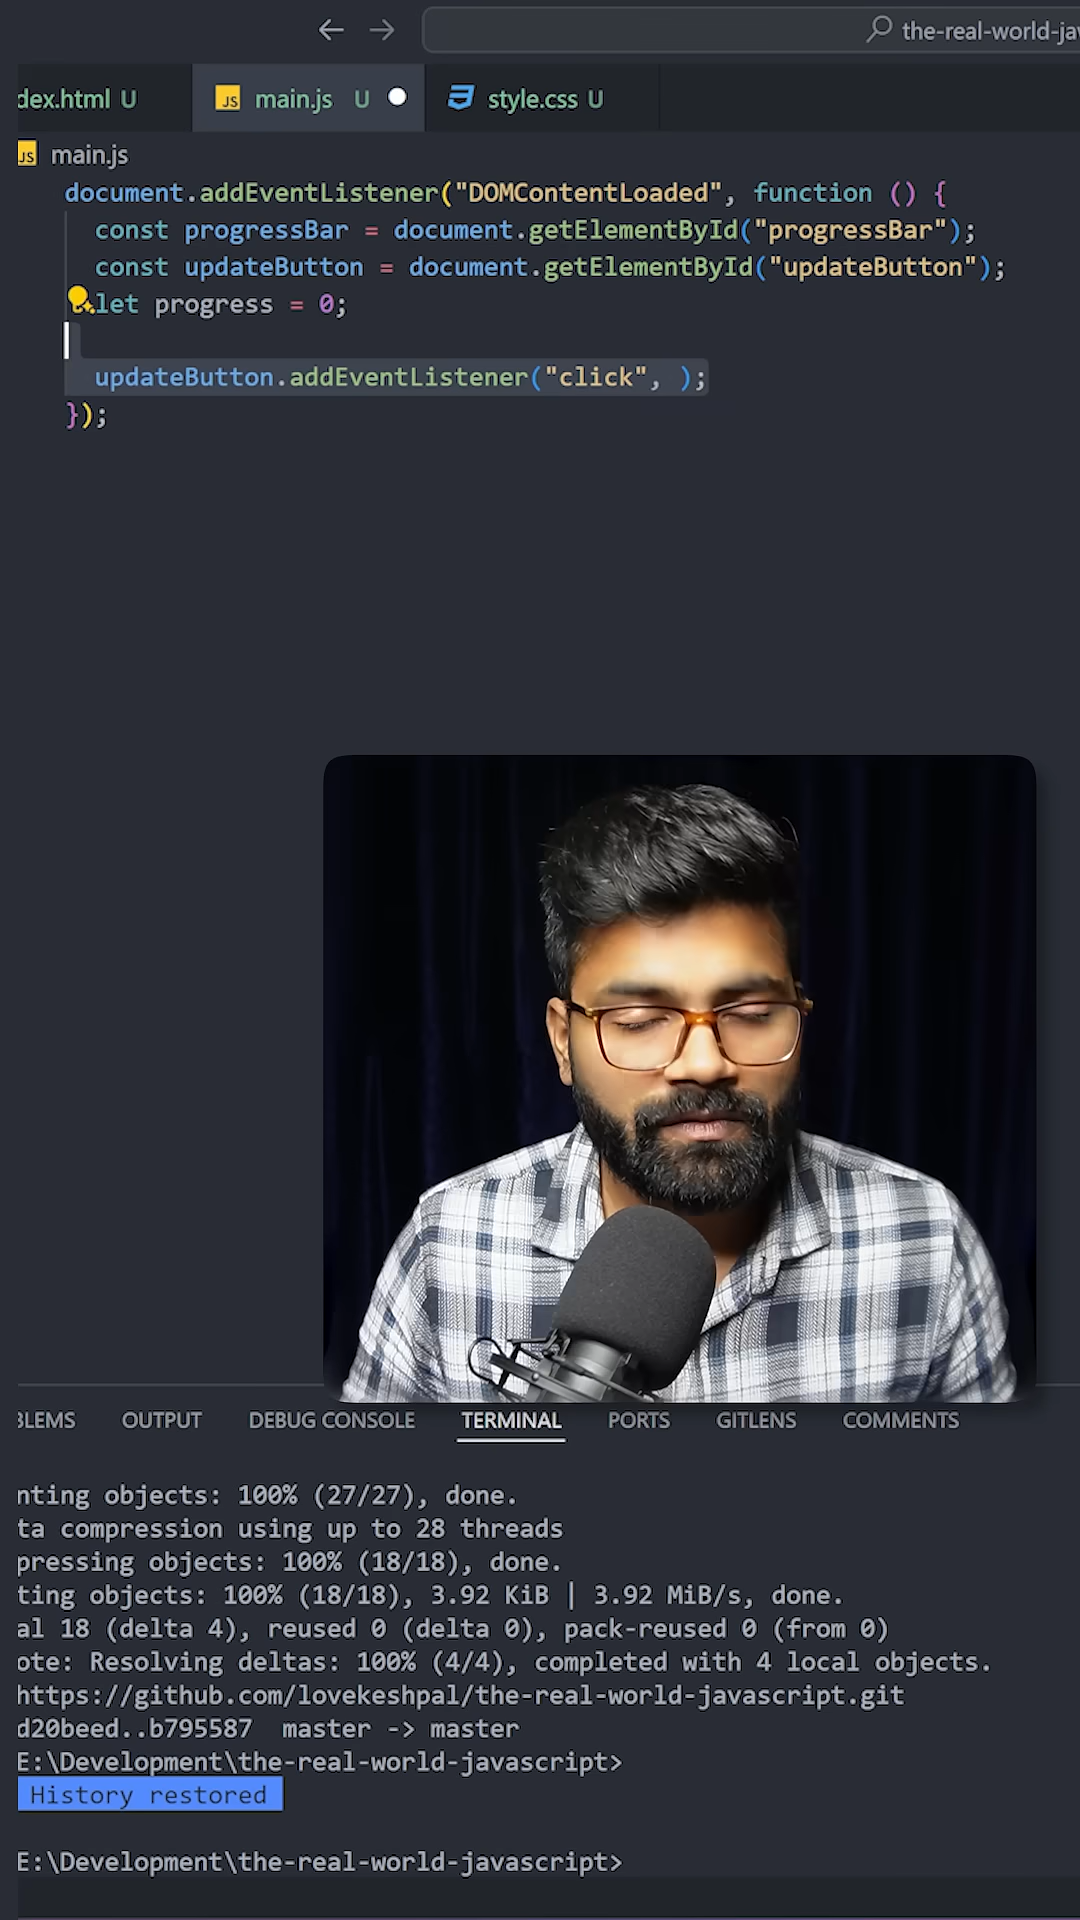 the-real-world-ja
dex.html U
JS main.js U
style.css U
JS main.js
document.addEventListener("DOMContentLoaded", function () {
const progressBar = document.getElementById("progressBar");
const updateButton = document.getElementById("updateButton");
let progress = 0;
updateButton.addEventListener("click", );
});
BLEMS OUTPUT DEBUG CONSOLE TERMINAL PORTS GITLENS COMMENTS
nting objects: 100% (27/27), done.
ta compression using up to 28 threads
pressing objects: 100% (18/18), done.
ting objects: 100% (18/18), 3.92 KiB | 3.92 MiB/s, done.
al 18 (delta 4), reused 0 (delta 0), pack-reused 0 (from 0)
ote: Resolving deltas: 100% (4/4), completed with 4 local objects.
https://github.com/lovekeshpal/the-real-world-javascript.git
d20beed..b795587 master -> master
E:\Development\the-real-world-javascript>
History restored
E:\Development\the-real-world-javascript>